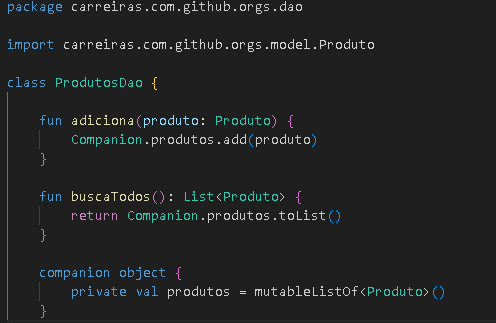 package carreiras.com.github.orgs.dao
import carreiras.com.github.orgs.model.Produto
class ProdutosDao {
fun adiciona(produto: Produto) {
Companion.produtos.add(produto)
}
fun buscaTodos(): List<Produto> {
return Companion.produtos.toList()
}
companion object {
private val produtos = mutableListOf<Produto>()
}